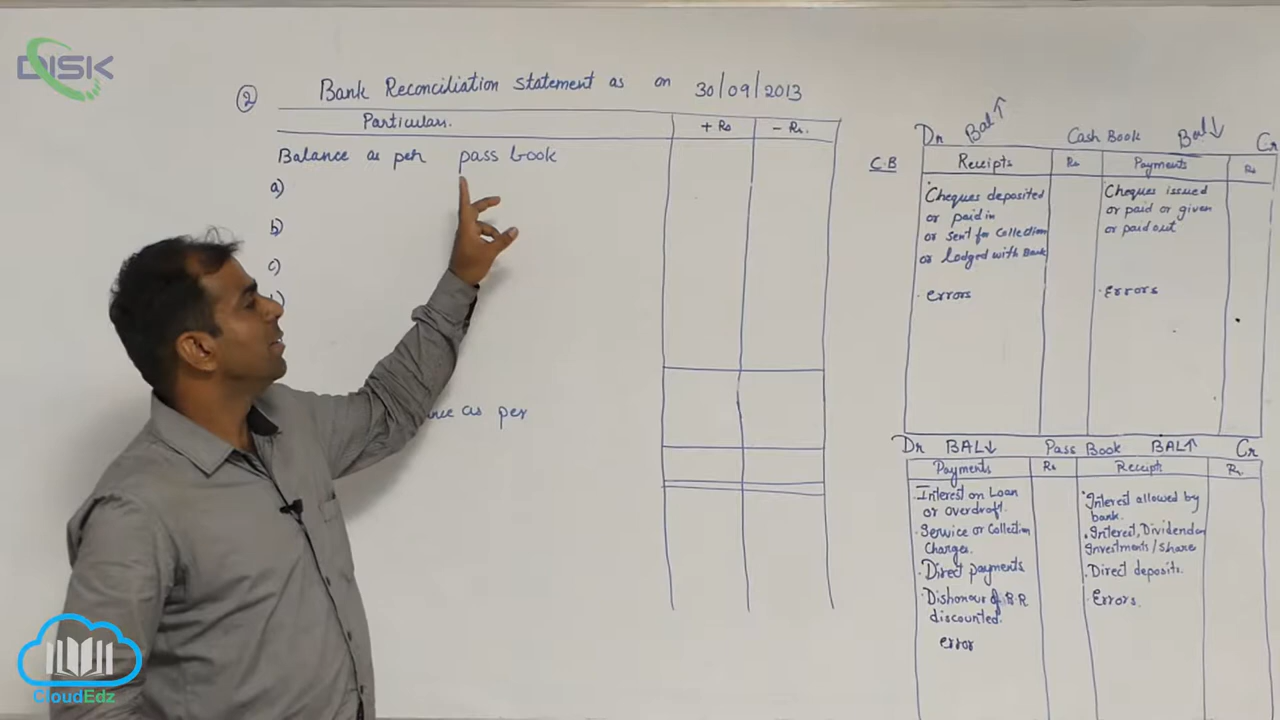 DISK
2
Bank Reconciliation Statement as on 30/09/2013
Particulars.
+ Rs
- Rs.
Balance as per pass book
a)
b)
c)
as per
C.B
Dr Bal↑ Cash Book Bal↓ Cr
Receipts Rs Payments Rs
Cheques deposited
or paid in
or sent for Collection
or Lodged with Bank
· Errors
Cheques issued
or paid or given
or paid out
· Errors
Dr BAL↓ Pass Book BAL↑ Cr
Payments Rs Receipt R
· Interest on Loan
or overdroft.
· Service or Collection
Charges.
· Direct payments
· Dishonour of B.R
discounted.
error
· Interest allowed by
bank.
· Interest, Dividend on
Investments/share
· Direct deposits.
· Errors.
CloudEdz